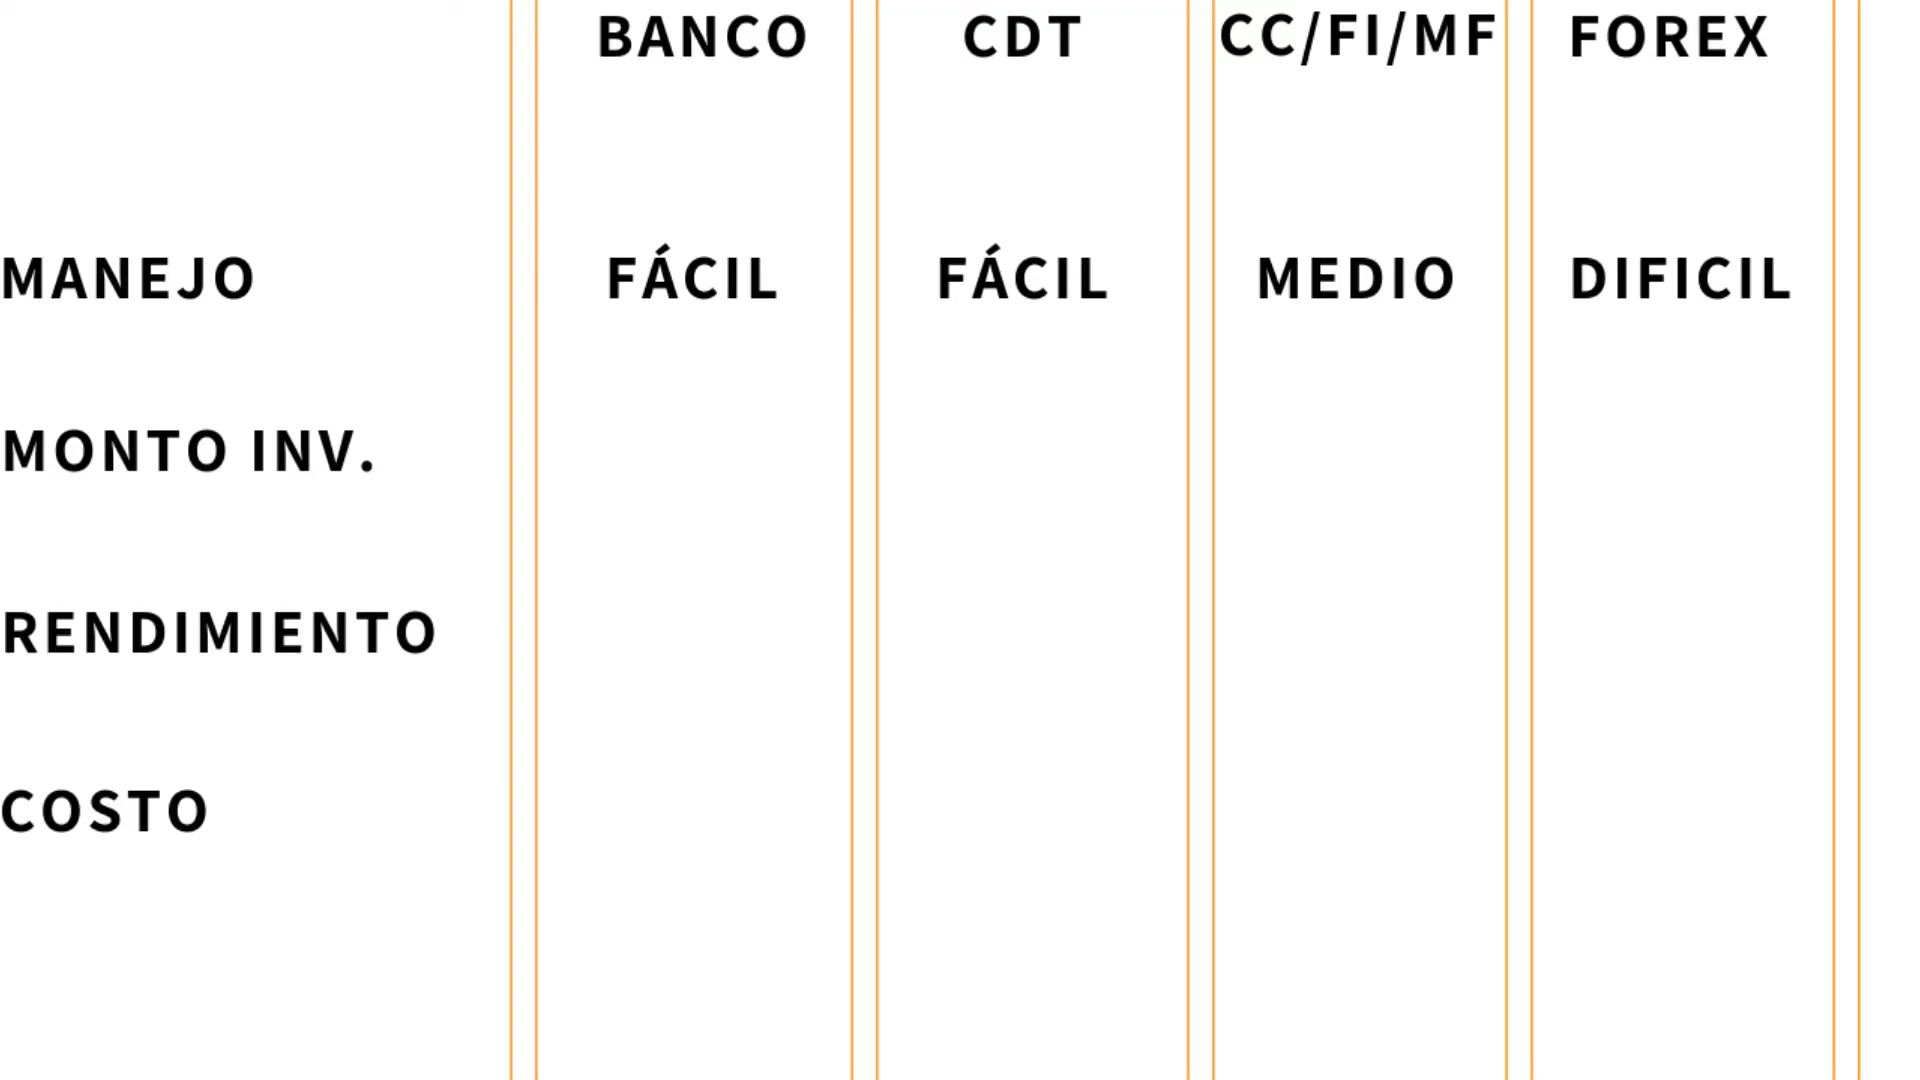 BANCO CDT CC/FI/MF FOREX
MANEJO FÁCIL FÁCIL MEDIO DIFICIL
MONTO INV.
RENDIMIENTO
COSTO